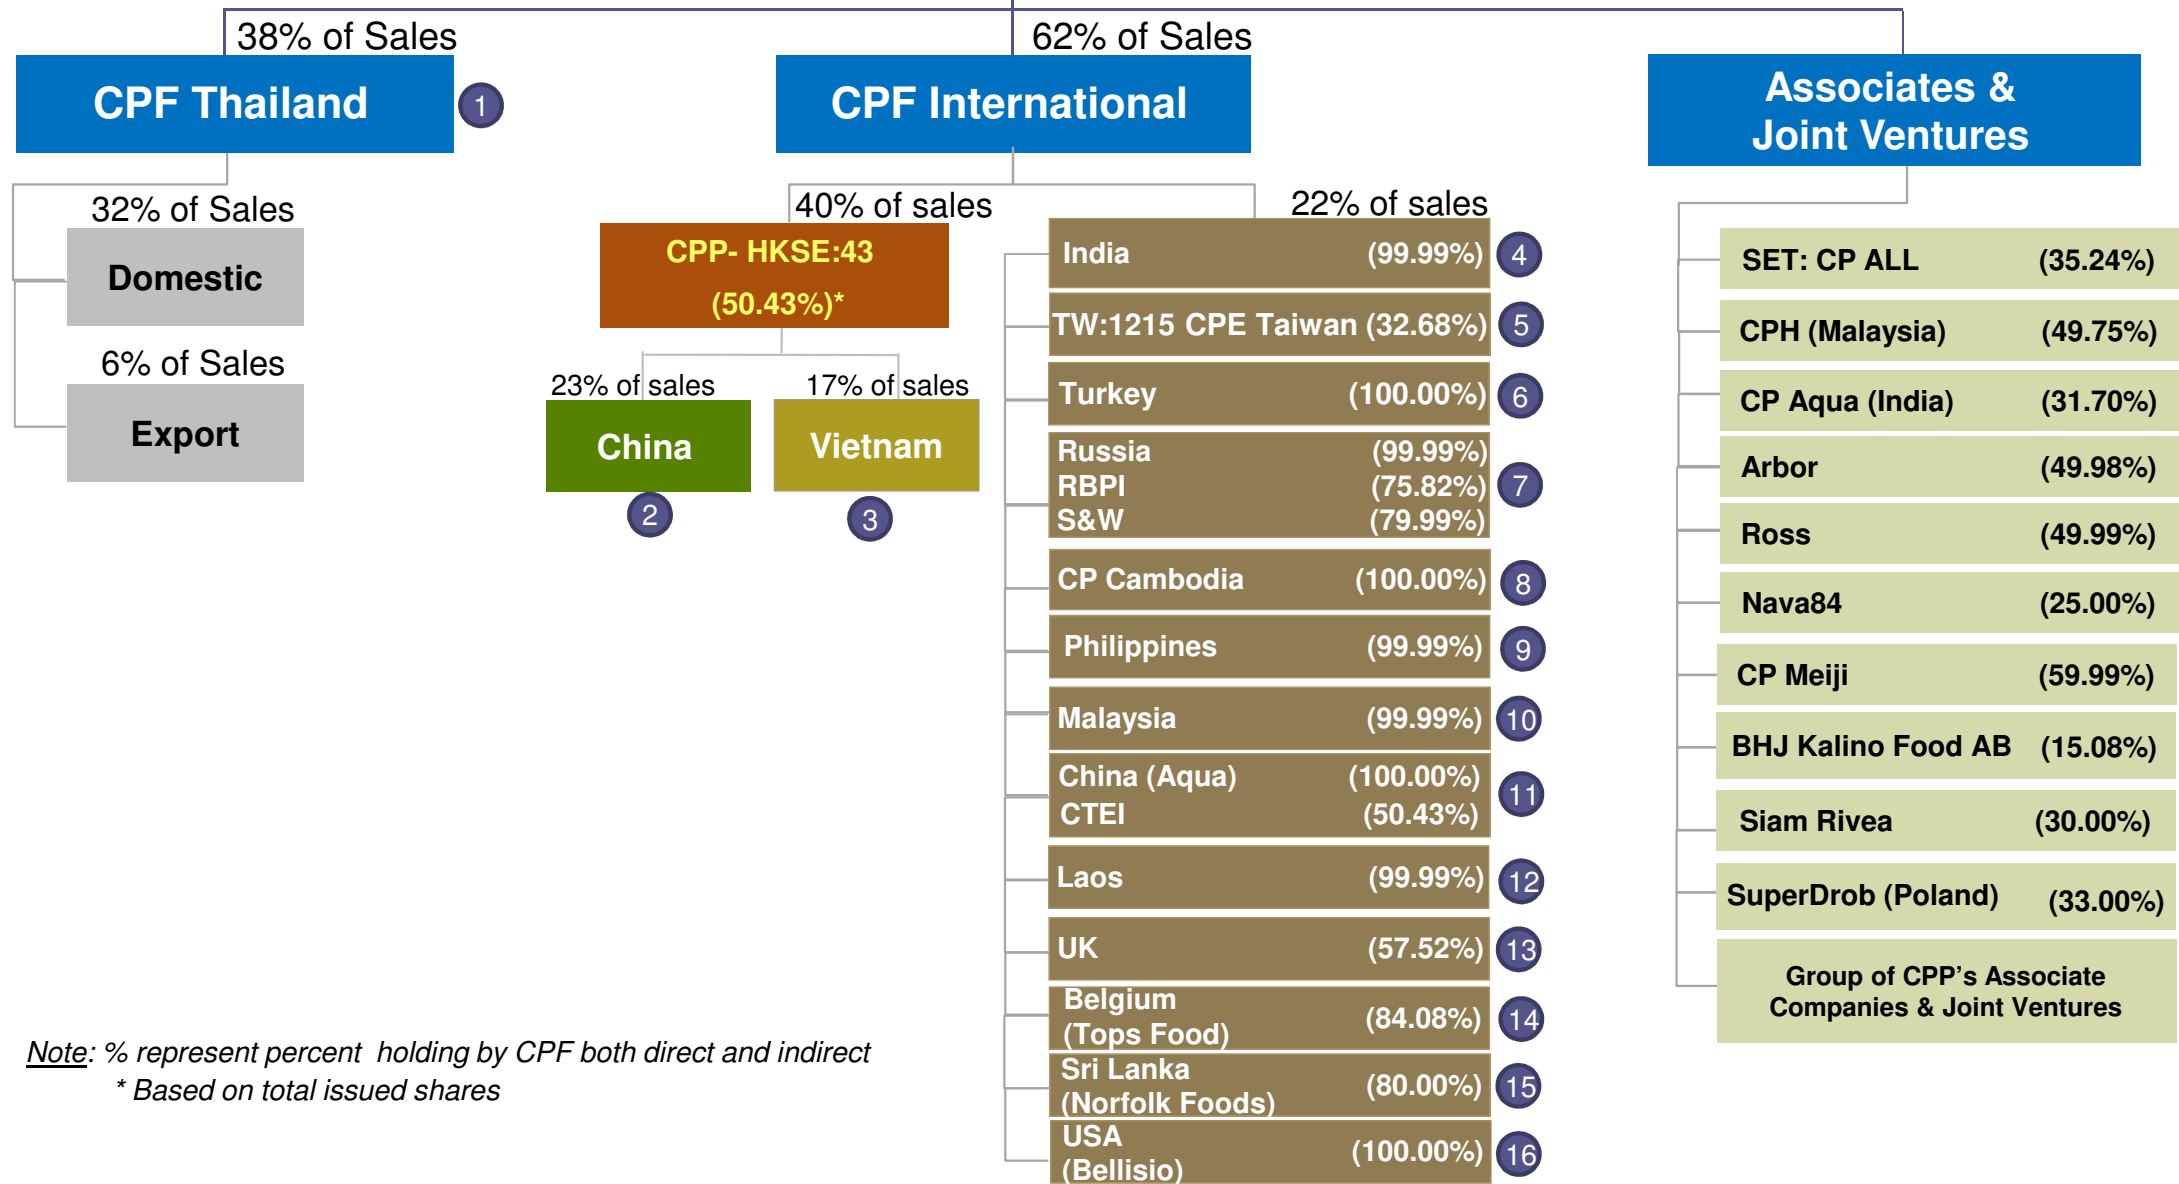 38% of Sales
CPF Thailand
1
32% of Sales
Domestic
6% of Sales
Export
62% of Sales
CPF International
40% of sales
CPP- HKSE:43
(50.43%)*
23% of sales
China
2
17% of sales
Vietnam
3
22% of sales
India (99.99%) 4
TW:1215 CPE Taiwan (32.68%) 5
Turkey (100.00%) 6
Russia (99.99%)
RBPI (75.82%) 7
S&W (79.99%)
CP Cambodia (100.00%) 8
Philippines (99.99%) 9
Malaysia (99.99%) 10
China (Aqua) (100.00%) 11
CTEI (50.43%)
Laos (99.99%) 12
UK (57.52%) 13
Belgium
(Tops Food) (84.08%) 14
Sri Lanka
(Norfolk Foods) (80.00%) 15
USA
(Bellisio) (100.00%) 16
Associates &
Joint Ventures
SET: CP ALL (35.24%)
CPH (Malaysia) (49.75%)
CP Aqua (India) (31.70%)
Arbor (49.98%)
Ross (49.99%)
Nava84 (25.00%)
CP Meiji (59.99%)
BHJ Kalino Food AB (15.08%)
Siam Rivea (30.00%)
SuperDrob (Poland) (33.00%)
Group of CPP's Associate
Companies & Joint Ventures
Note: % represent percent holding by CPF both direct and indirect
* Based on total issued shares